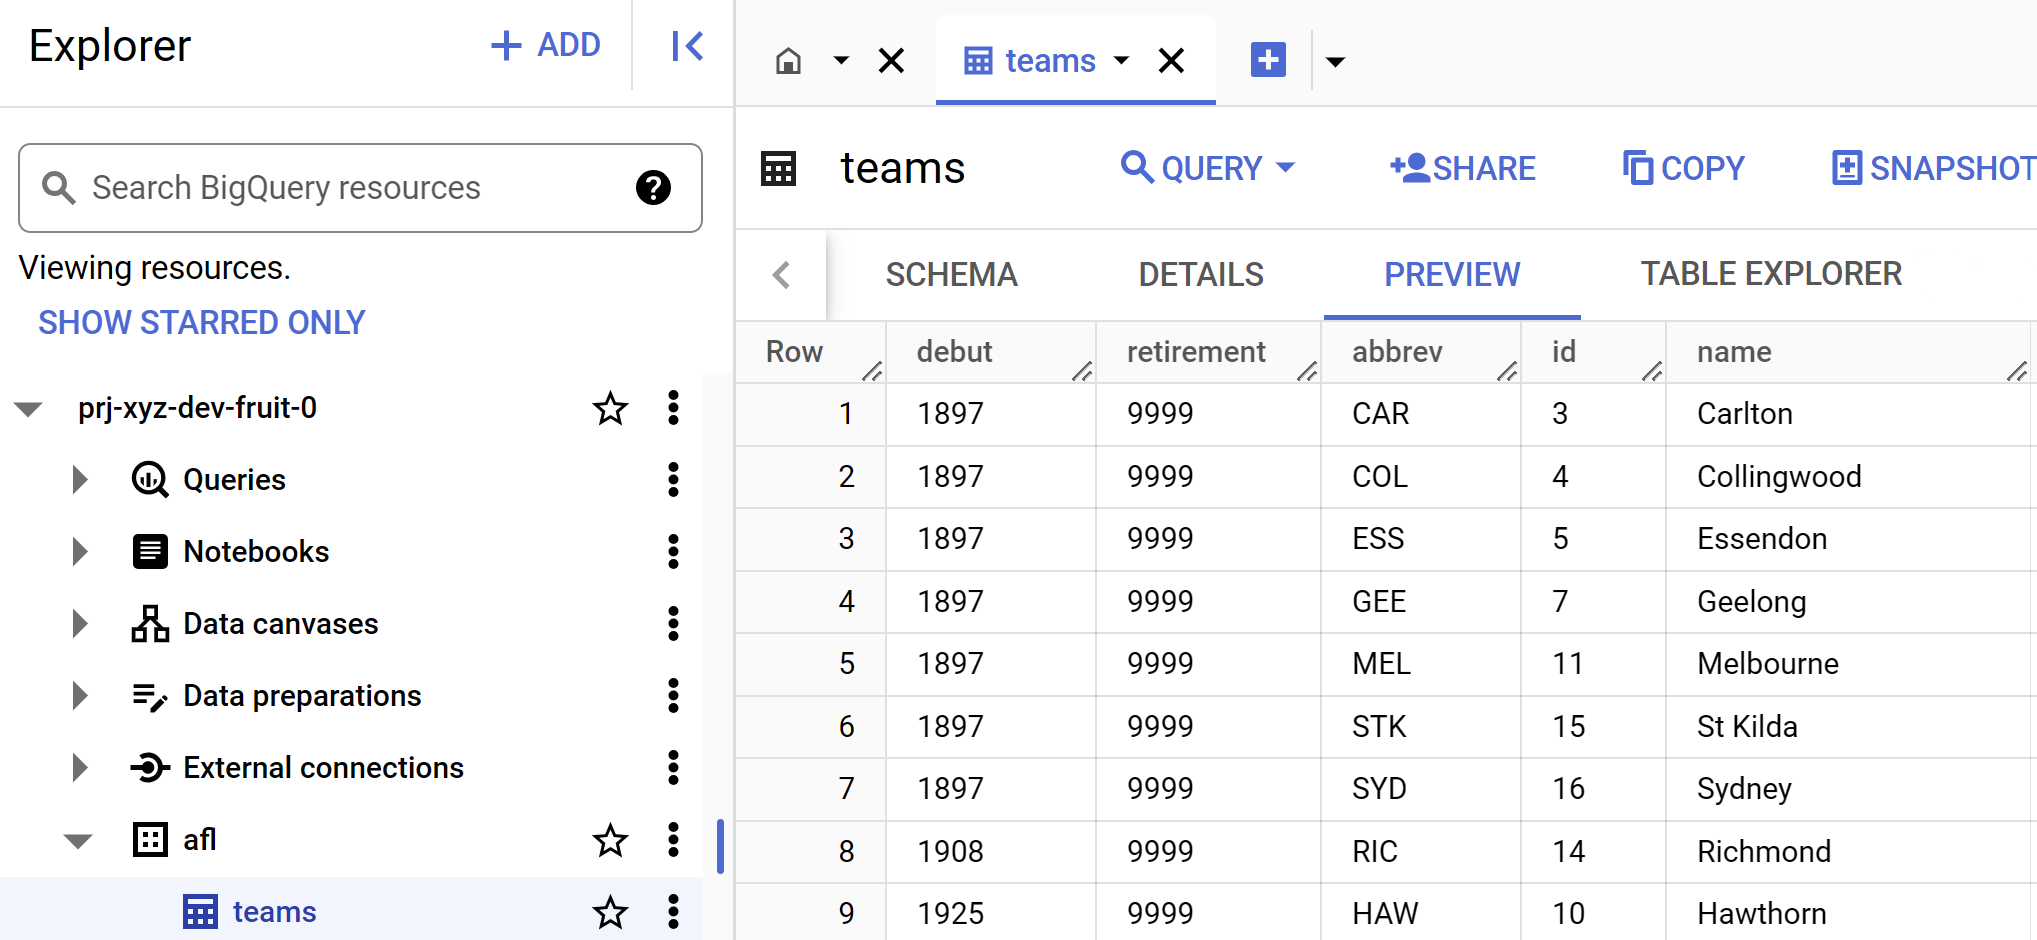 Explorer
+ ADD
Search BigQuery resources
Viewing resources.
SHOW STARRED ONLY
prj-xyz-dev-fruit-0
Queries
Notebooks
Data canvases
Data preparations
External connections
afl
teams
teams
teams
QUERY
SHARE
COPY
SNAPSHOT
SCHEMA DETAILS PREVIEW TABLE EXPLORER
Row debut retirement abbrev id name
1 1897 9999 CAR 3 Carlton
2 1897 9999 COL 4 Collingwood
3 1897 9999 ESS 5 Essendon
4 1897 9999 GEE 7 Geelong
5 1897 9999 MEL 11 Melbourne
6 1897 9999 STK 15 St Kilda
7 1897 9999 SYD 16 Sydney
8 1908 9999 RIC 14 Richmond
9 1925 9999 HAW 10 Hawthorn